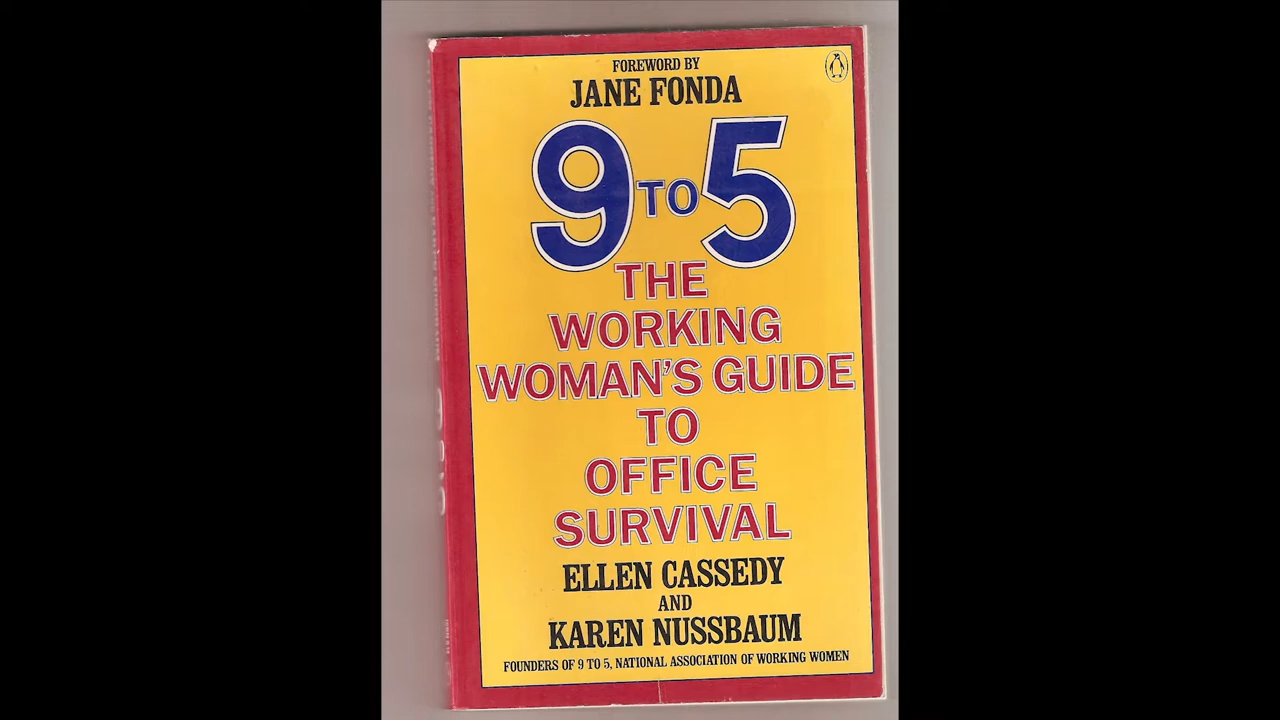 FOREWORD BY
JANE FONDA
9 TO 5
THE
WORKING
WOMAN'S GUIDE
TO
OFFICE
SURVIVAL
ELLEN CASSEDY
AND
KAREN NUSSBAUM
FOUNDERS OF 9 TO 5, NATIONAL ASSOCIATION OF WORKING WOMEN